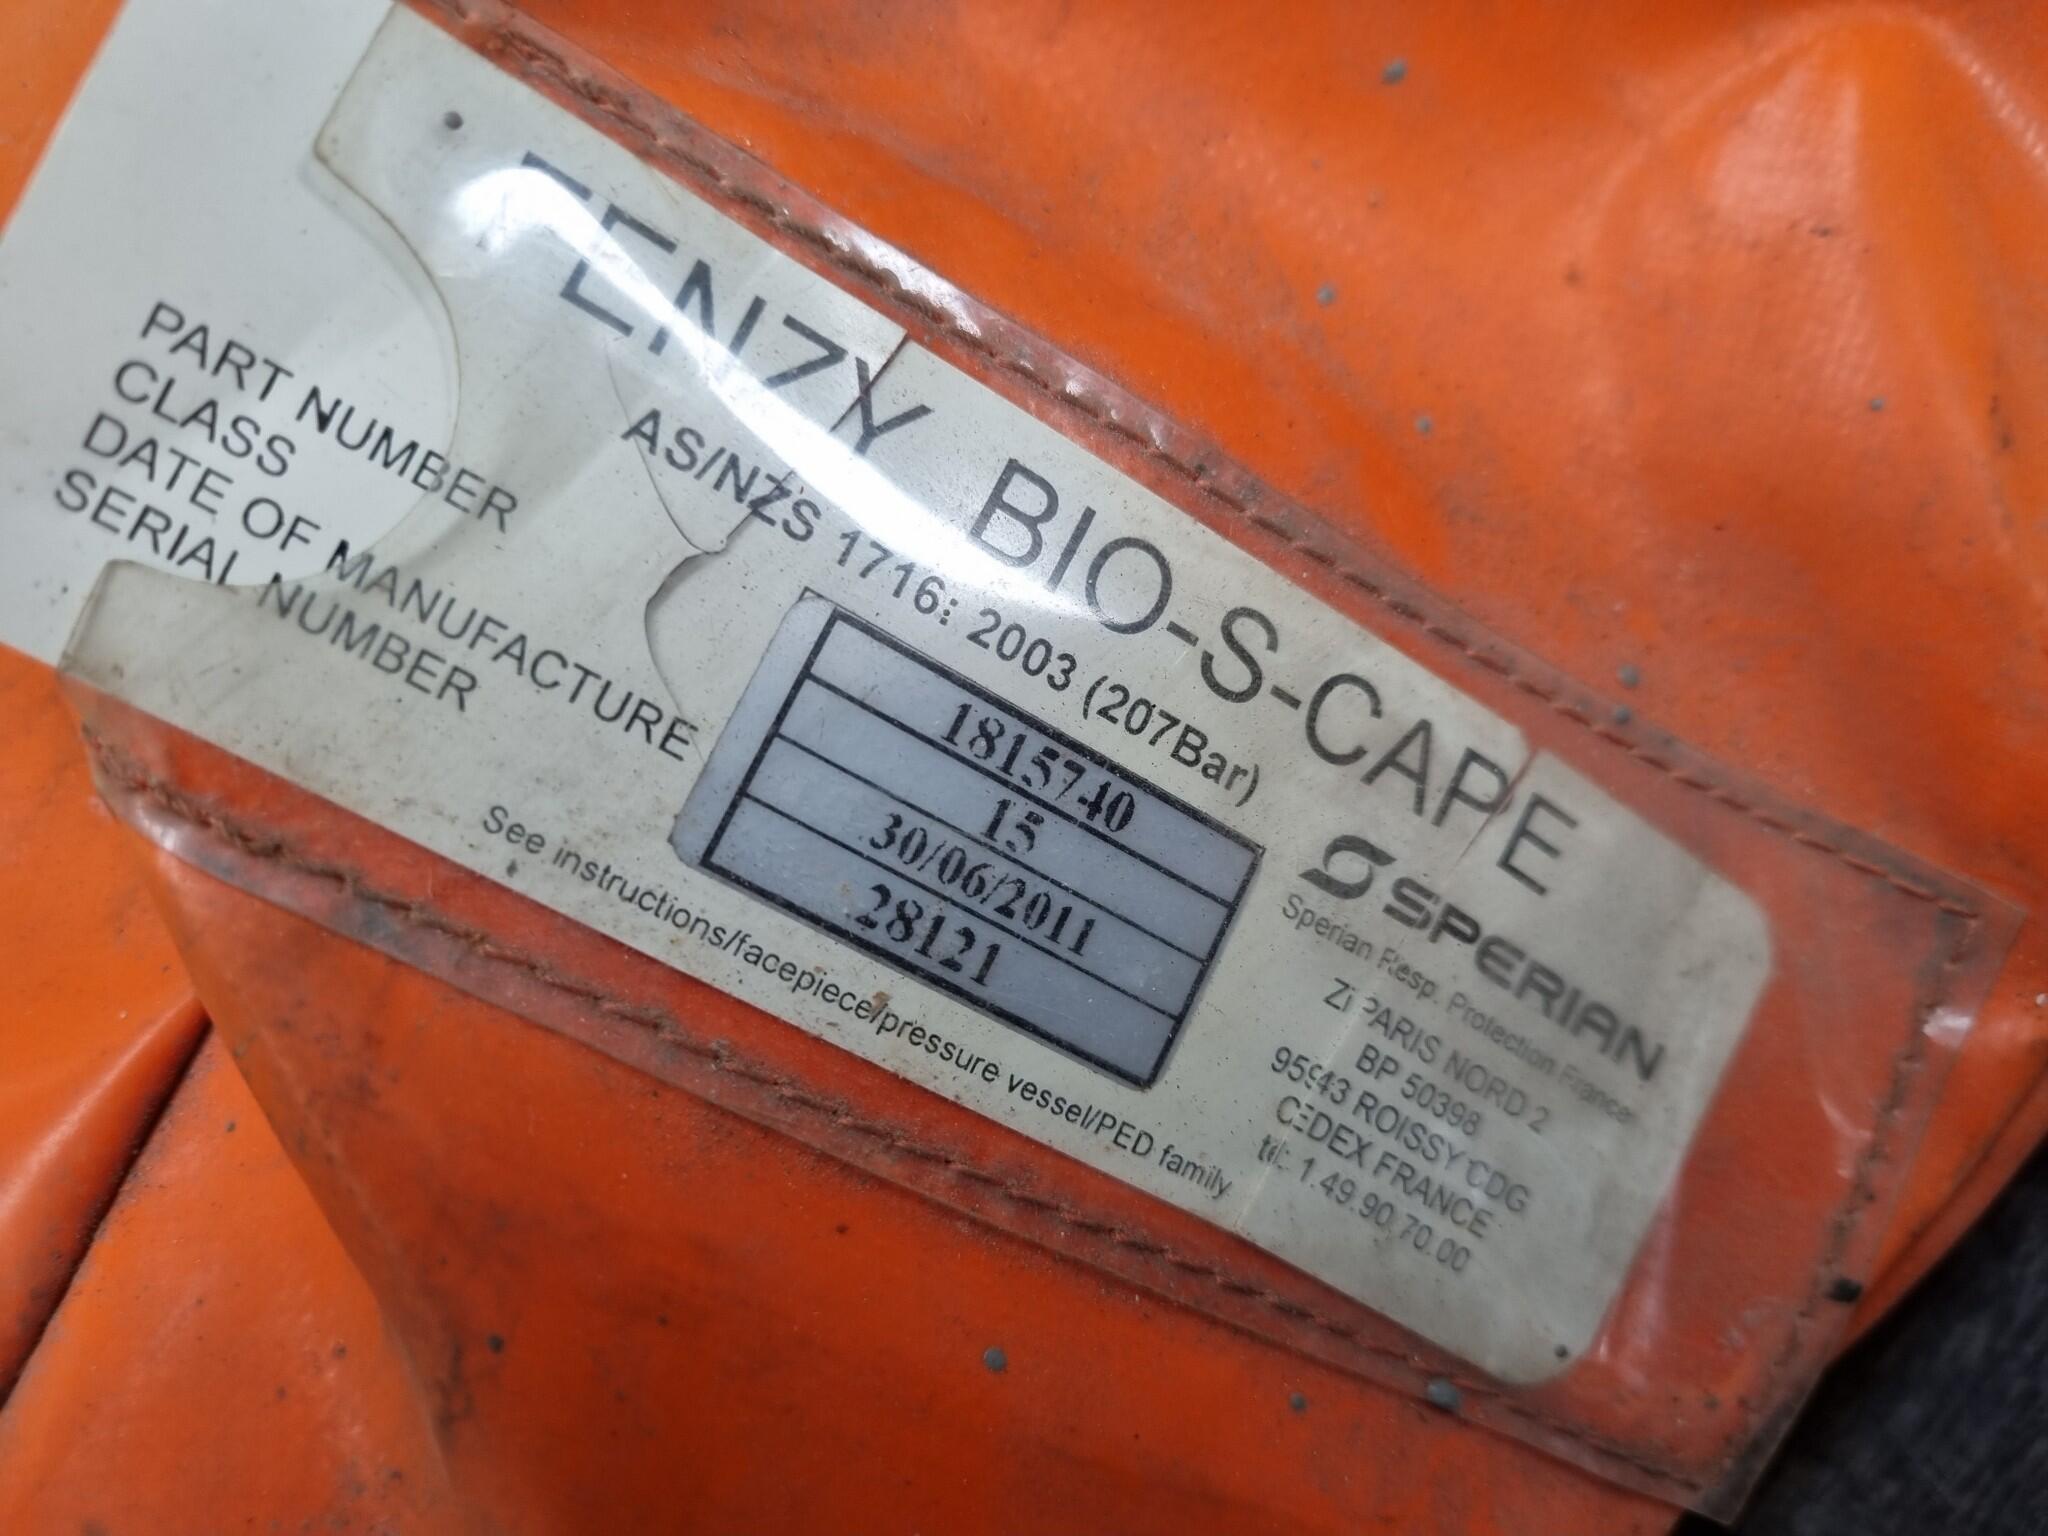 FENZY BIO-S-CAPE
AS/NZS 1716: 2003 (207Bar)
PART NUMBER 1815740
CLASS 15
DATE OF MANUFACTURE 30/06/2011
SERIAL NUMBER 28121
See instructions/facepiece/pressure vessel/PED family
SPERIAN
Sperian Resp. Protection France
ZI PARIS NORD 2
BP 50398
95943 ROISSY CDG
CEDEX FRANCE
tel: 1.49.90.70.00